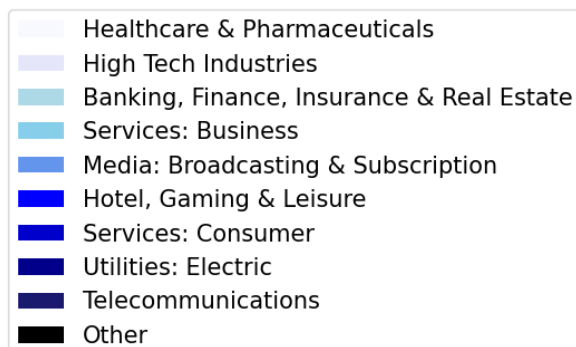 Healthcare & Pharmaceuticals
High Tech Industries
Banking, Finance, Insurance & Real Estate
Services: Business
Media: Broadcasting & Subscription
Hotel, Gaming & Leisure
Services: Consumer
Utilities: Electric
Telecommunications
Other